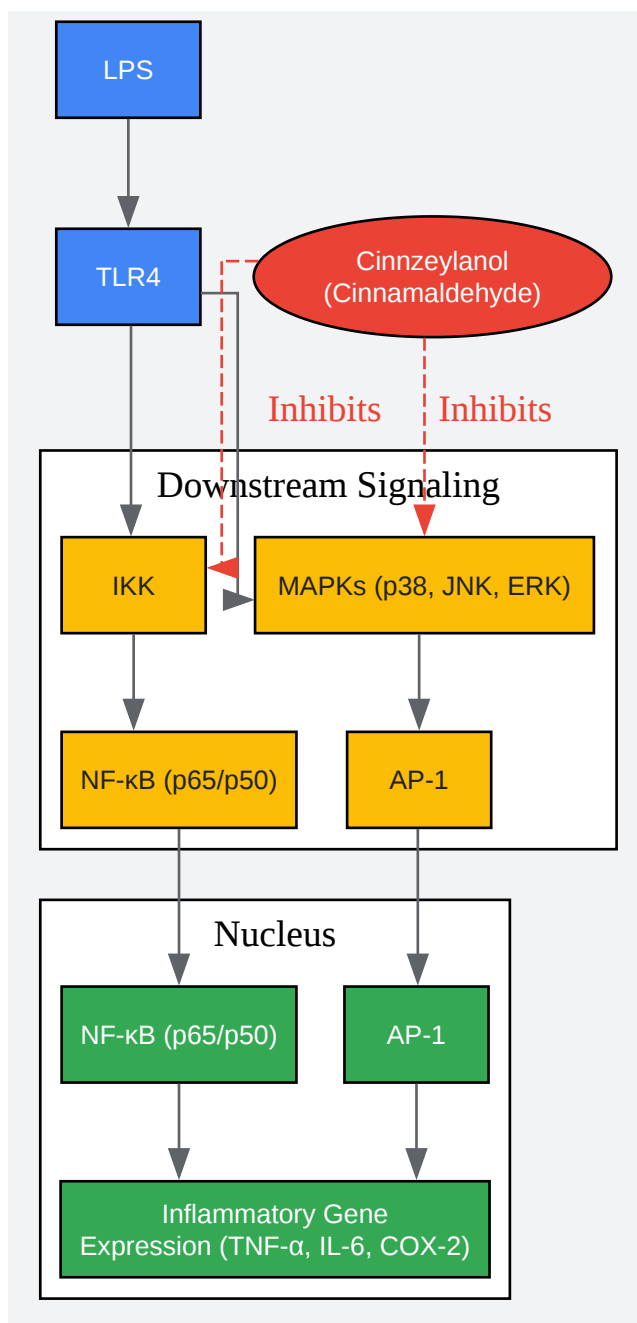 LPS
TLR4
Cinnzeylanol
(Cinnamaldehyde)
Inhibits
Inhibits
Downstream Signaling
IKK
MAPKs (p38, JNK, ERK)
NF-κB (p65/p50)
AP-1
Nucleus
NF-κB (p65/p50)
AP-1
Inflammatory Gene
Expression (TNF-α, IL-6, COX-2)